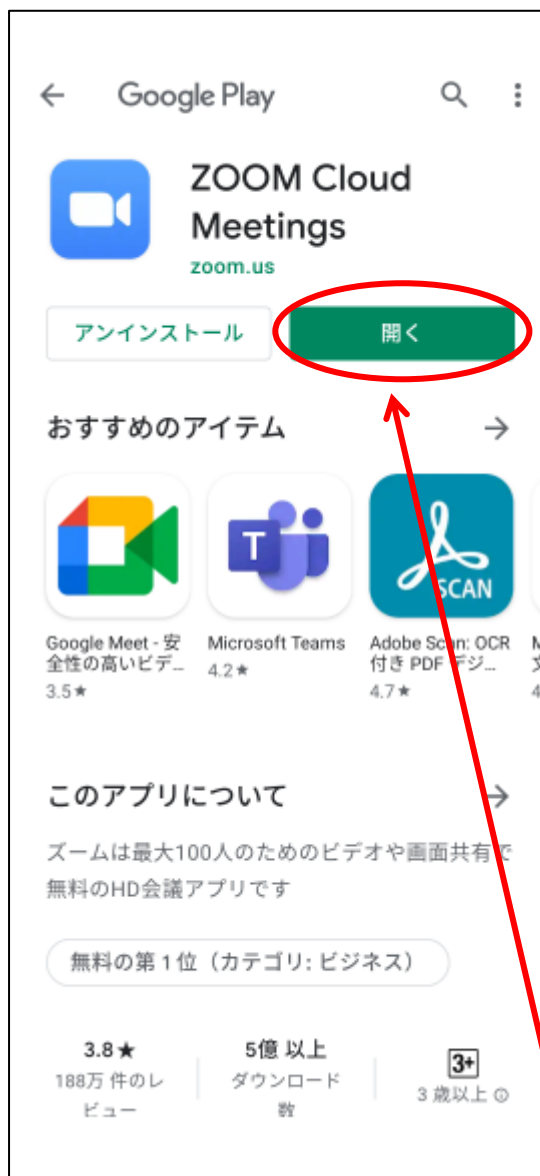 Google Play
ZOOM Cloud
Meetings
zoom.us
アンインストール
開く
おすすめのアイテム
T
SCAN
Google Meet - 安
全性の高いビデ...
3.5★
Microsoft Teams
4.2★
Adobe Scan: OCR
付き PDF デジ...
4.7★
このアプリについて
ズームは最大100人のためのビデオや画面共有で
無料のHD会議アプリです
無料の第1位（カテゴリ: ビジネス）
3.8★
188万 件のレ
ビュー
5億 以上
ダウンロード
数
3+
3 歳以上